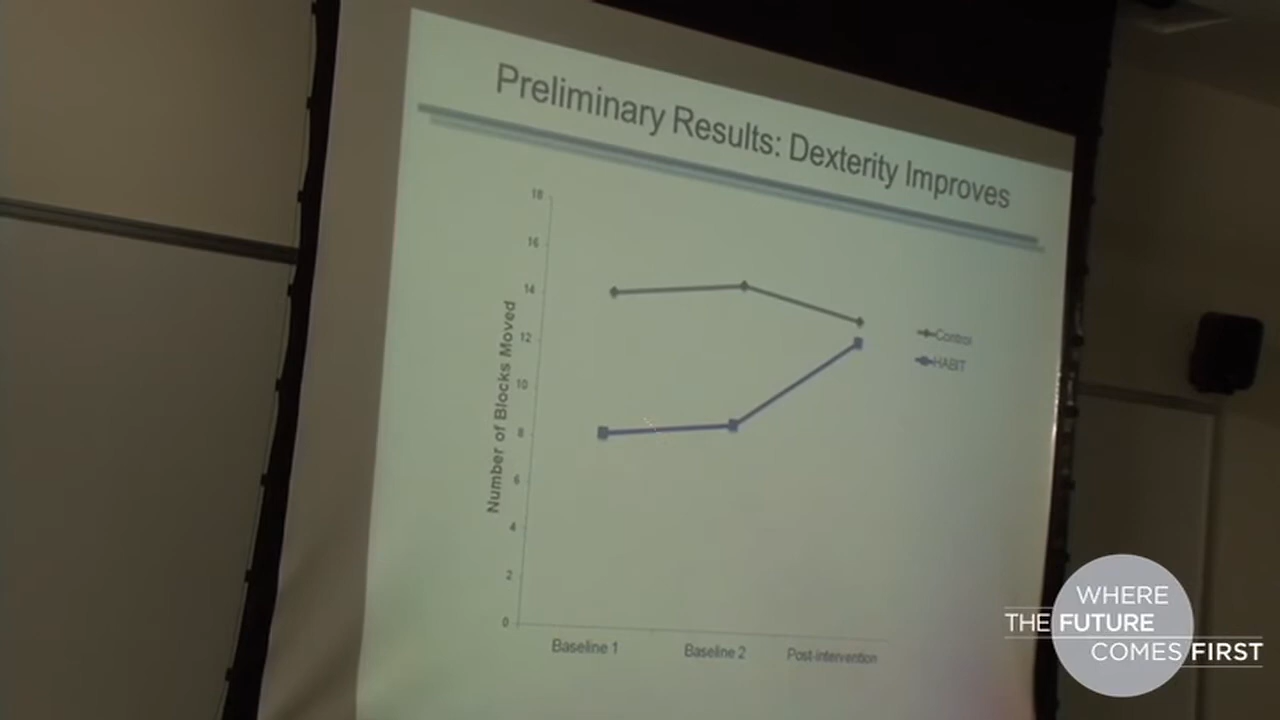 Preliminary Results: Dexterity Improves
18
16
14
12
10
8
6
4
2
0
Number of Blocks Moved
Baseline 1
Baseline 2
Post-intervention
Control
HABIT
WHERE
THE FUTURE
COMES FIRST